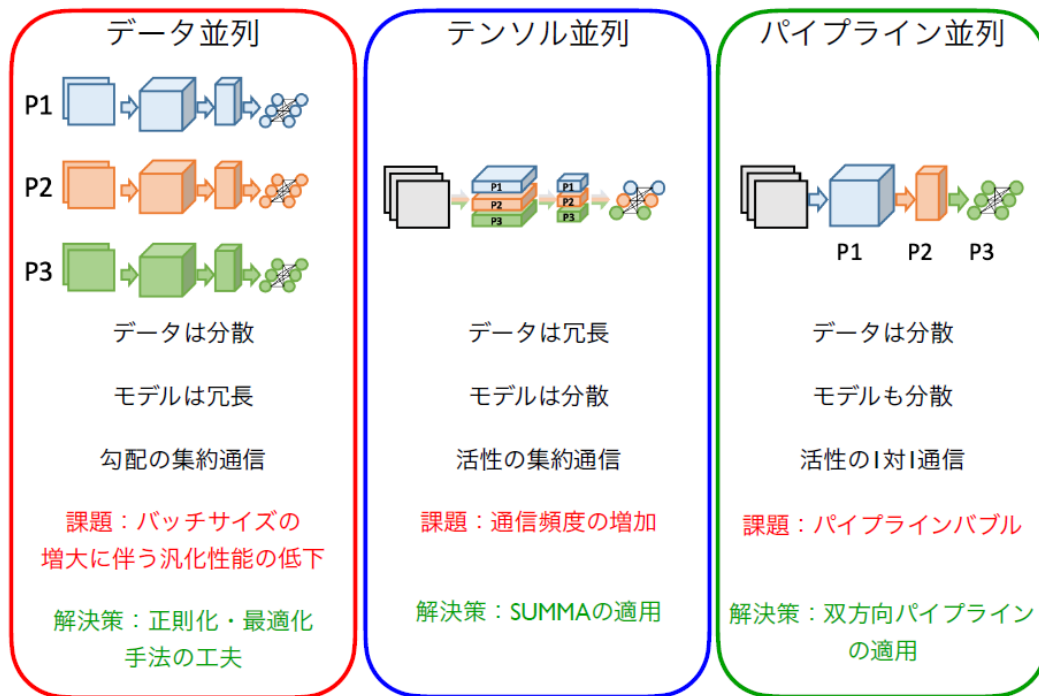 データ並列
P1
P2
P3
データは分散
モデルは冗長
勾配の集約通信
課題：バッチサイズの
増大に伴う汎化性能の低下
解決策：正則化・最適化
手法の工夫
テンソル並列
P1
P2
P3
P1
P2
P3
データは冗長
モデルは分散
活性の集約通信
課題：通信頻度の増加
解決策：SUMMAの適用
パイプライン並列
P1 P2 P3
データは分散
モデルも分散
活性の1対1通信
課題：パイプラインバブル
解決策：双方向パイプライン
の適用